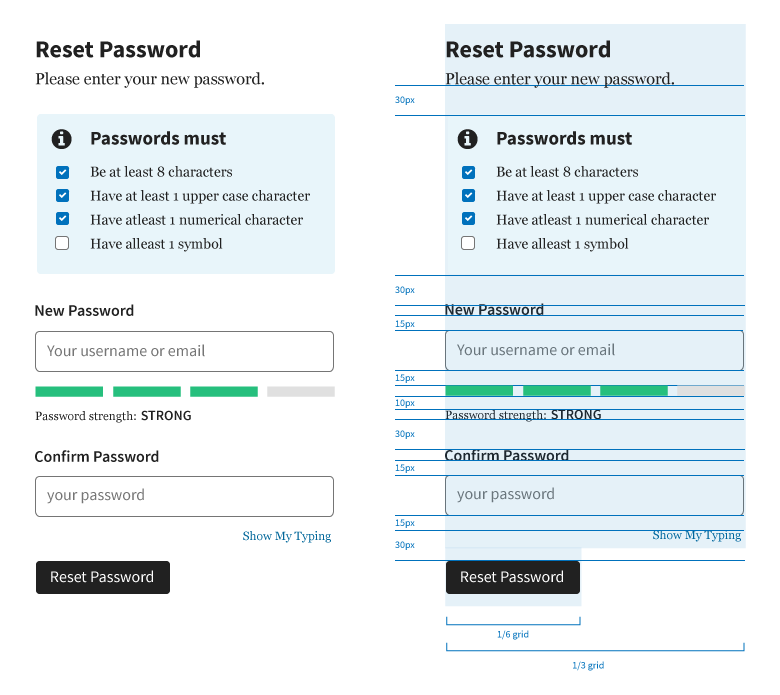 Reset Password
Please enter your new password.
Passwords must
Be at least 8 characters
Have at least 1 upper case character
Have atleast 1 numerical character
Have alleast 1 symbol
New Password
Your username or email
Password strength: STRONG
Confirm Password
your password
Show My Typing
Reset Password
Reset Password
Please enter your new password.
30px
Passwords must
Be at least 8 characters
Have at least 1 upper case character
Have atleast 1 numerical character
Have alleast 1 symbol
30px
New Password
15px
Your username or email
15px
10px
Password strength: STRONG
30px
Confirm Password
15px
your password
15px
Show My Typing
30px
Reset Password
1/6 grid
1/3 grid